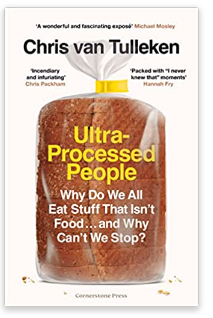 'A wonderful and fascinating exposé' Michael Mosley
Chris van Tulleken
'Incendiary
and infuriating'
Chris Packham
'Packed with "I never
knew that" moments'
Hannah Fry
Ultra-
Processed
People
Why Do We All
Eat Stuff That Isn't
Food... and Why
Can't We Stop?
Cornerstone Press